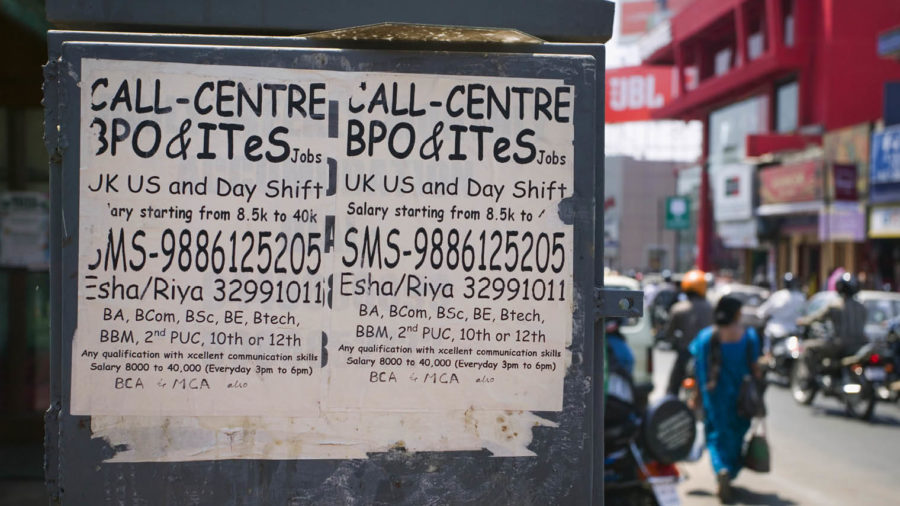 CALL-CENTRE
BPO & ITeS Jobs
UK US and Day Shift
lary starting from 8.5k to 40k
SMS-9886125205
Esha/Riya 32991011
BA, BCom, BSc, BE, Btech,
BBM, 2nd PUC, 10th or 12th
Any qualification with xcellent communication skills
Salary 8000 to 40,000 (Everyday 3pm to 6pm)
BCA & MCA also
CALL-CENTRE
BPO & ITeS Jobs
UK US and Day Shift
Salary starting from 8.5k to
SMS-9886125205
Esha/Riya 32991011
BA, BCom, BSc, BE, Btech,
BBM, 2nd PUC, 10th or 12th
Any qualification with xcellent communication skills
Salary 8000 to 40,000 (Everyday 3pm to 6pm)
BCA & MCA also
JBL